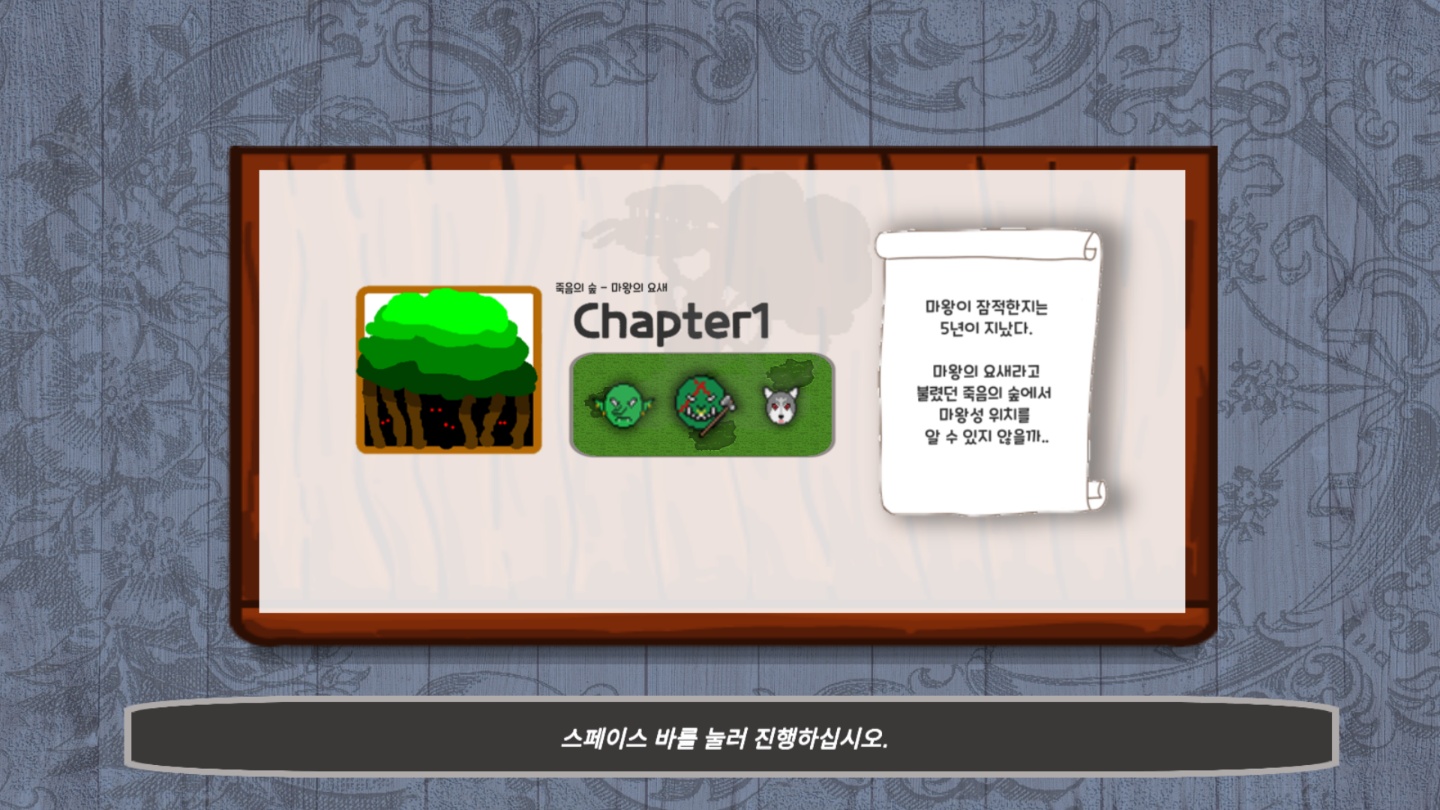 죽음의 숲 - 마왕의 요새
Chapter1
마왕이 잠적한지는
5년이 지났다.
마왕의 요새라고
불렸던 죽음의 숲에서
마왕성 위치를
알 수 있지 않을까..
스페이스 바를 눌러 진행하십시오.